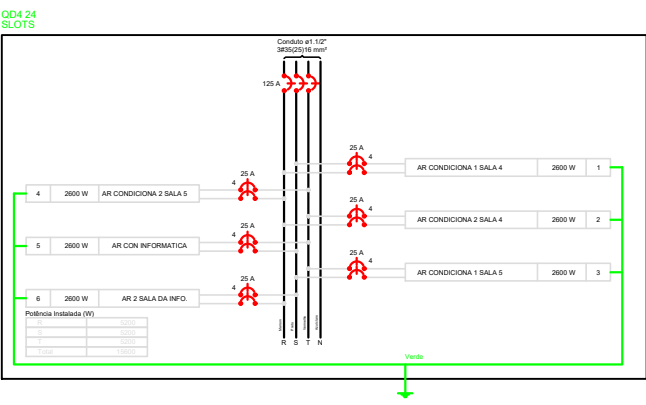 QD4 24
SLOTS
Conduto ø1.1/2"
3#35(25)16 mm²
125 A
25 A
4
AR CONDICIONA 1 SALA 4 2600 W 1
25 A
4
4 2600 W AR CONDICIONA 2 SALA 5
25 A
4
AR CONDICIONA 2 SALA 4 2600 W 2
25 A
4
5 2600 W AR CON INFORMATICA
25 A
4
AR CONDICIONA 1 SALA 5 2600 W 3
25 A
4
6 2600 W AR 2 SALA DA INFO.
Potência Instalada (W)
R 5200
S 5200
T 5200
Total 15600
R S T N
Verde